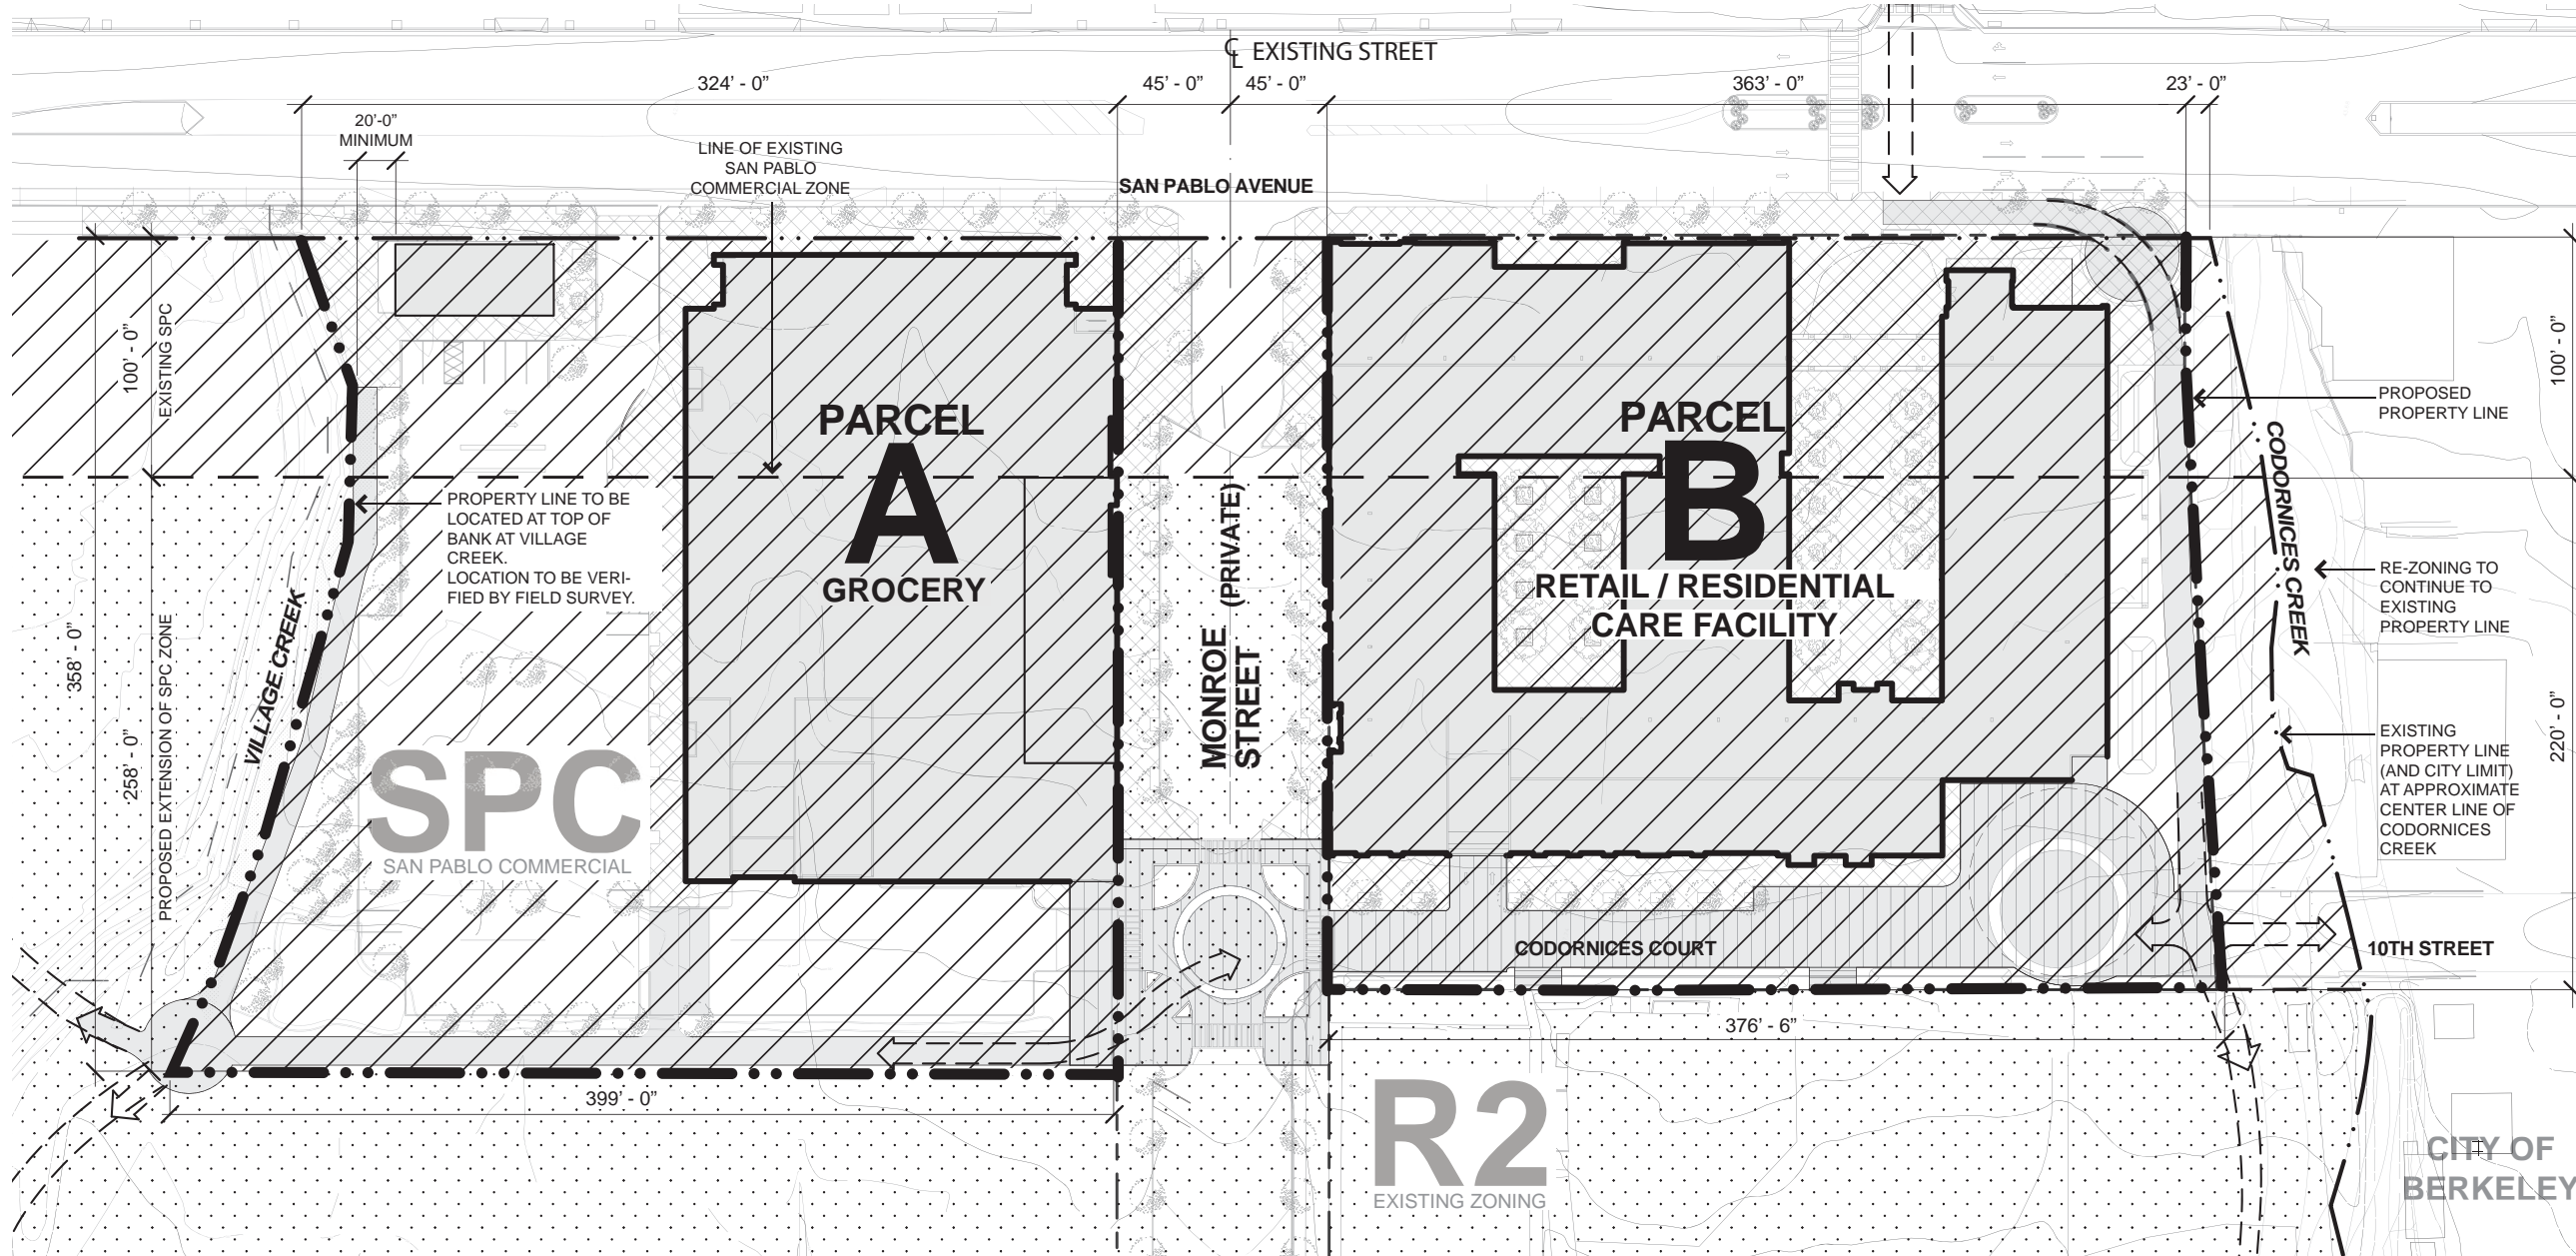 ℄ EXISTING STREET
324’ - 0”
45’ - 0”
45’ - 0”
363’ - 0”
23’ - 0”
20’-0”
MINIMUM
LINE OF EXISTING
SAN PABLO
COMMERCIAL ZONE
SAN PABLO AVENUE
100’ - 0”
EXISTING SPC
358’ - 0”
258’ - 0”
PROPOSED EXTENSION OF SPC ZONE
VILLAGE CREEK
PROPERTY LINE TO BE
LOCATED AT TOP OF
BANK AT VILLAGE
CREEK.
LOCATION TO BE VERI-
FIED BY FIELD SURVEY.
SPC
SAN PABLO COMMERCIAL
PARCEL
A
GROCERY
MONROE
STREET
(PRIVATE)
PARCEL
B
RETAIL / RESIDENTIAL
CARE FACILITY
CODORNICES COURT
CODORNICES CREEK
PROPOSED
PROPERTY LINE
RE-ZONING TO
CONTINUE TO
EXISTING
PROPERTY LINE
EXISTING
PROPERTY LINE
(AND CITY LIMIT)
AT APPROXIMATE
CENTER LINE OF
CODORNICES
CREEK
100’ - 0”
220’ - 0”
10TH STREET
399’ - 0”
376’ - 6”
R2
EXISTING ZONING
CITY OF
BERKELEY